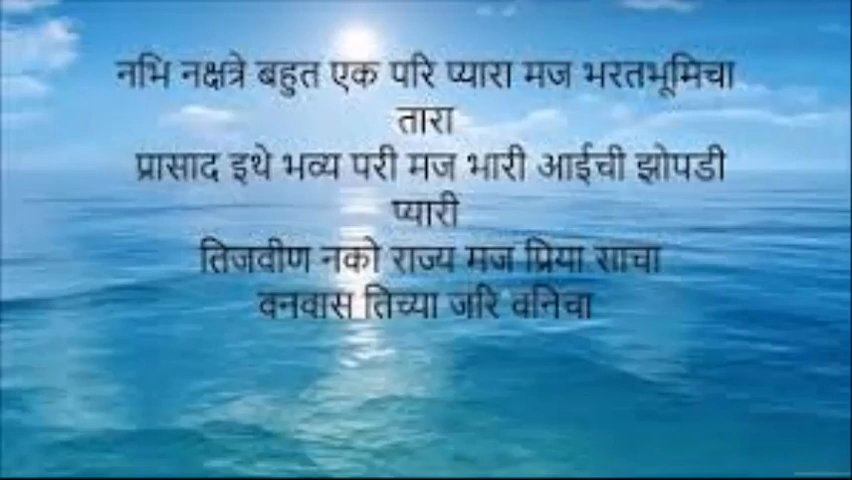 नभि नक्षत्रे बहुत एक परि प्यारा मज भरतभूमिचा
तारा
प्रासाद इथे भव्य परी मज भारी आईची झोपडी
प्यारी
तिजवीण नको राज्य मज प्रिया साचा
वनवास तिच्या जरि वनिचा